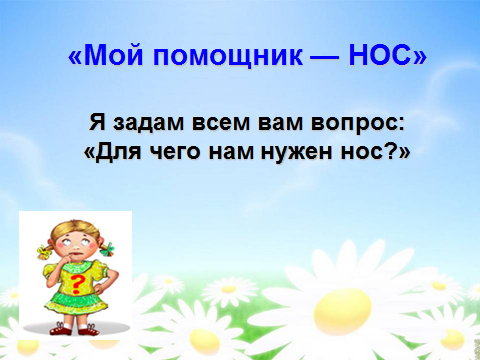 «Мой помощник — НОС»
Я задам всем вам вопрос:
«Для чего нам нужен нос?»
?